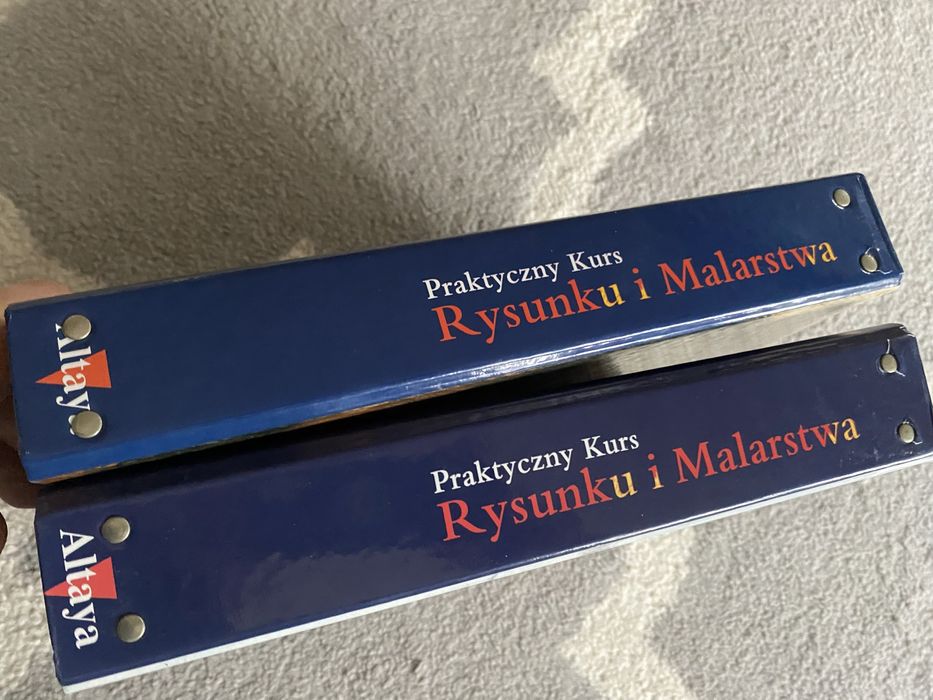 Praktyczny Kurs
Rysunku i Malarstwa
Altaya
Praktyczny Kurs
Rysunku i Malarstwa
Altaya